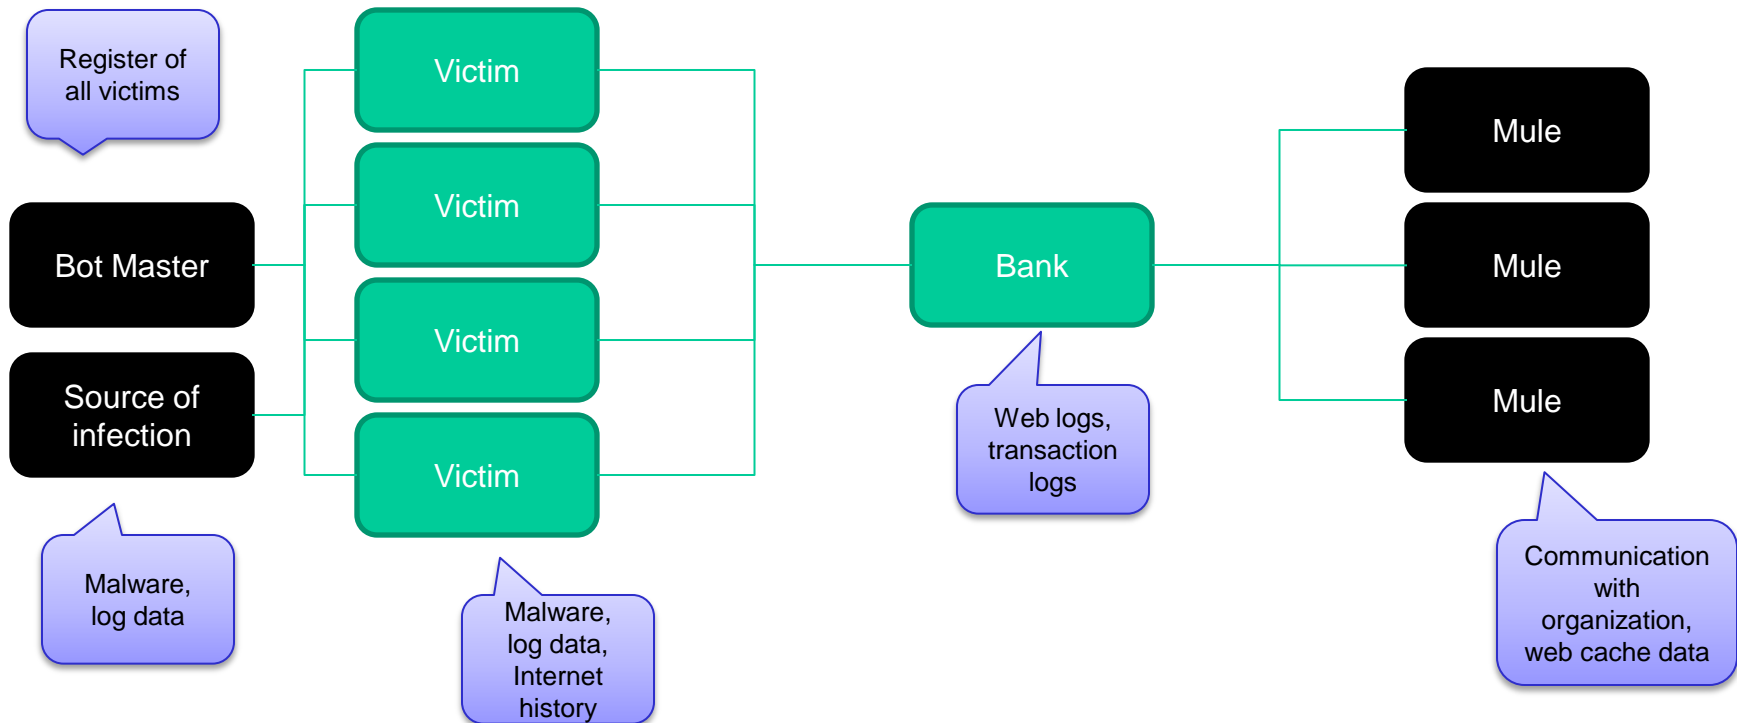 Register of
all victims
Bot Master
Source of
infection
Malware,
log data
Victim
Victim
Victim
Victim
Malware,
log data,
Internet
history
Bank
Web logs,
transaction
logs
Mule
Mule
Mule
Communication
with
organization,
web cache data